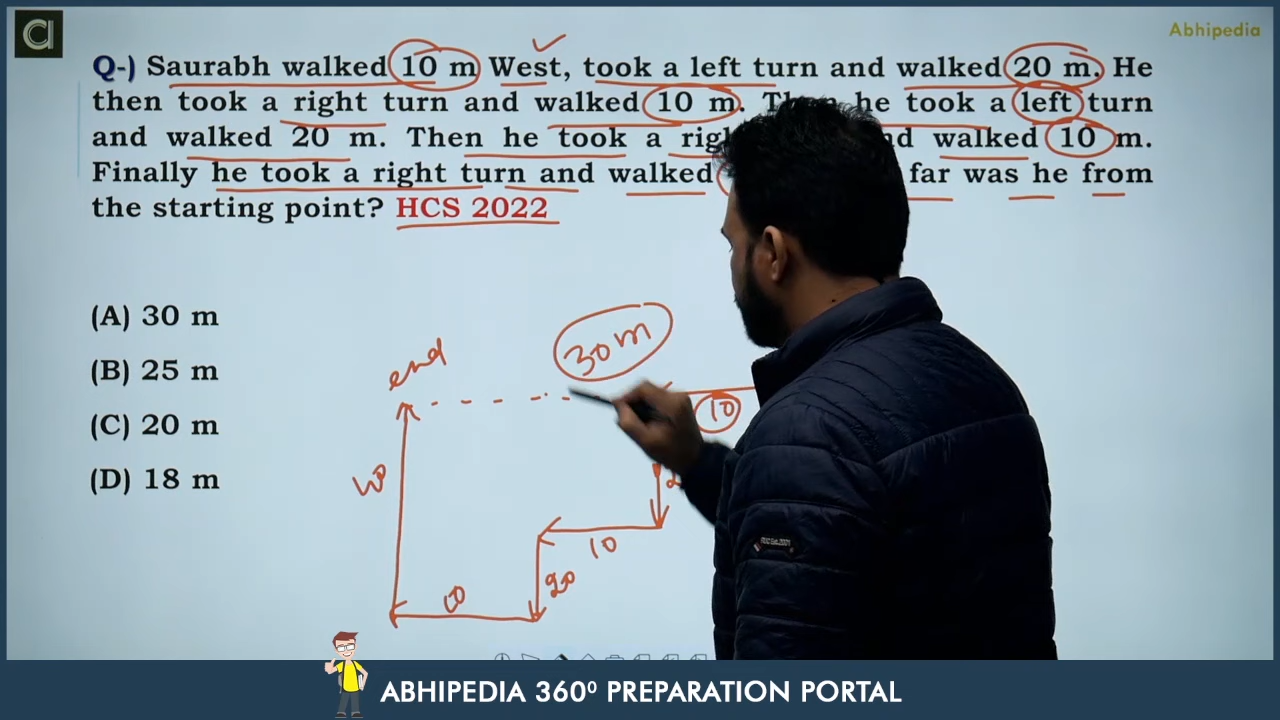 CI
Abhipedia
Q-) Saurabh walked 10 m West, took a left turn and walked 20 m. He
then took a right turn and walked 10 m. he took a left turn
and walked 20 m. Then he took a walked 10 m.
Finally he took a right turn and walked far was he from
the starting point? HCS 2022
(A) 30 m
(B) 25 m
(C) 20 m
(D) 18 m
30 m
end
10
10
20
10
ABHIPEDIA 360⁰ PREPARATION PORTAL